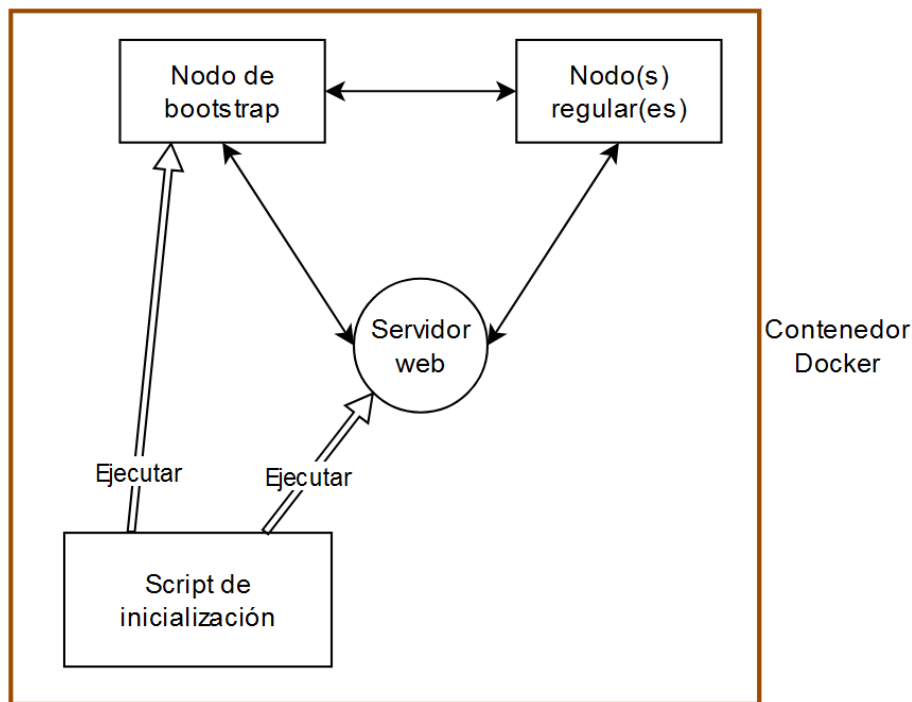 Nodo de
bootstrap
Nodo(s)
regular(es)
Servidor
web
Contenedor
Docker
Ejecutar
Ejecutar
Script de
inicialización